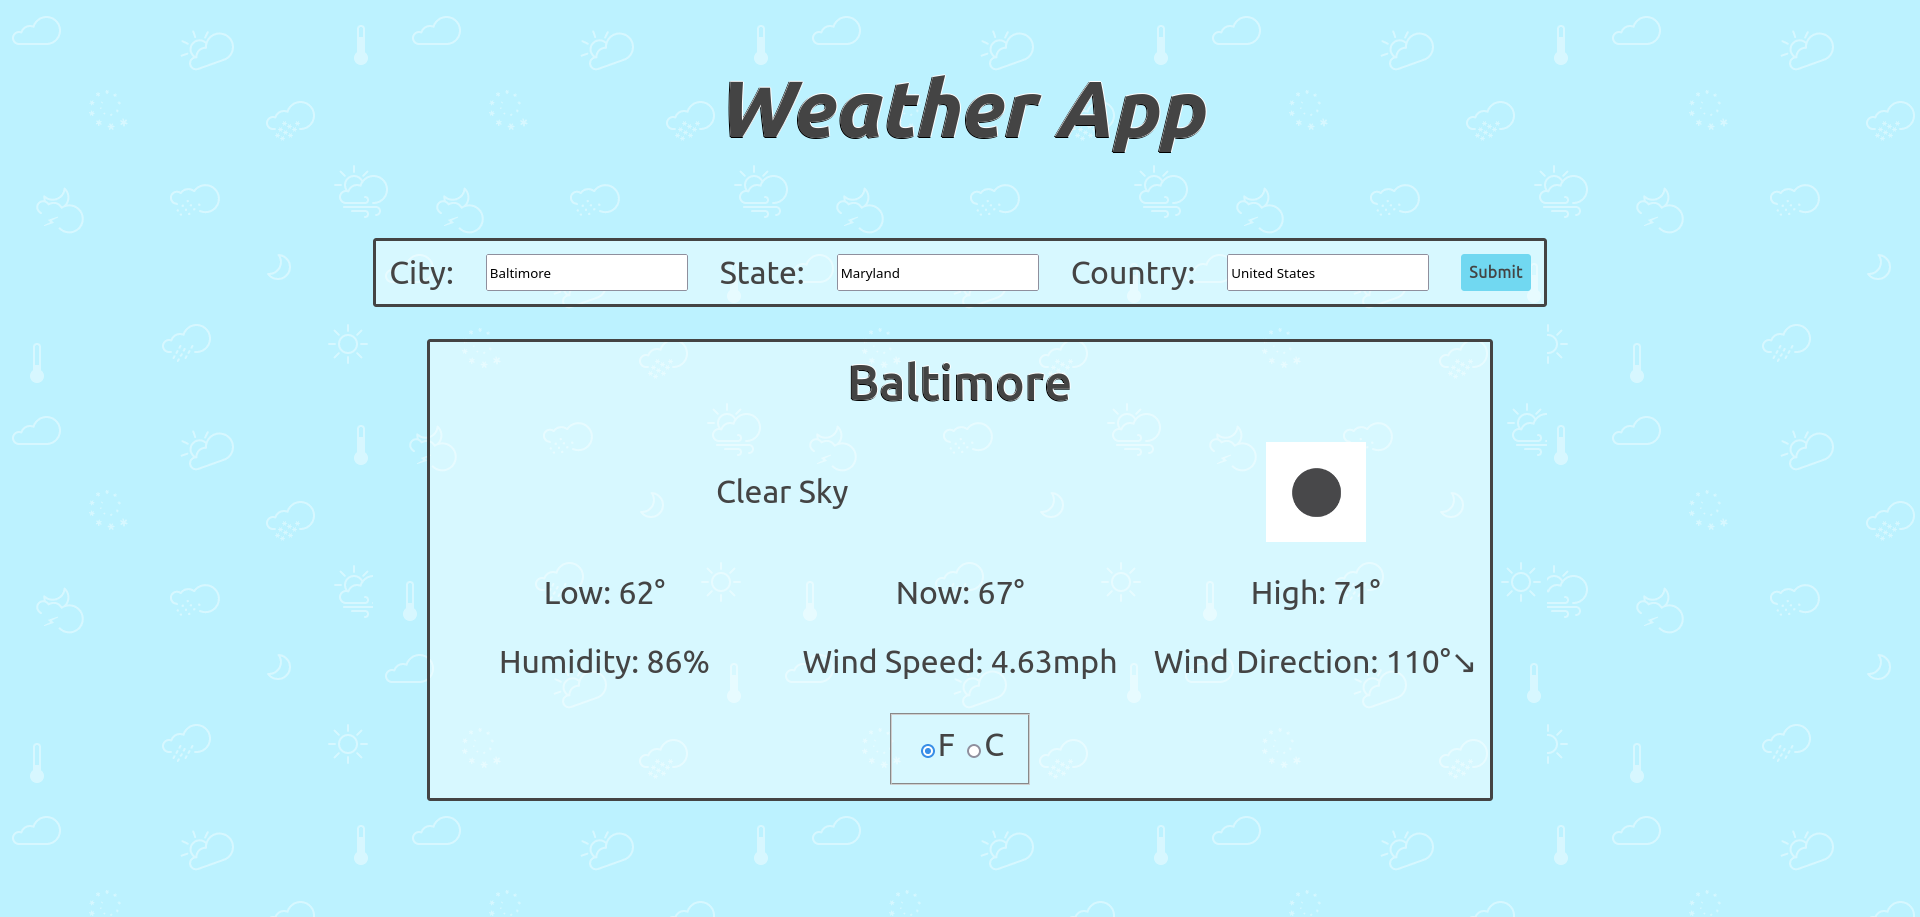 Weather App
City: Baltimore State: Maryland Country: United States Submit
Baltimore
Clear Sky
Low: 62° Now: 67° High: 71°
Humidity: 86% Wind Speed: 4.63mph Wind Direction: 110°↘
F C